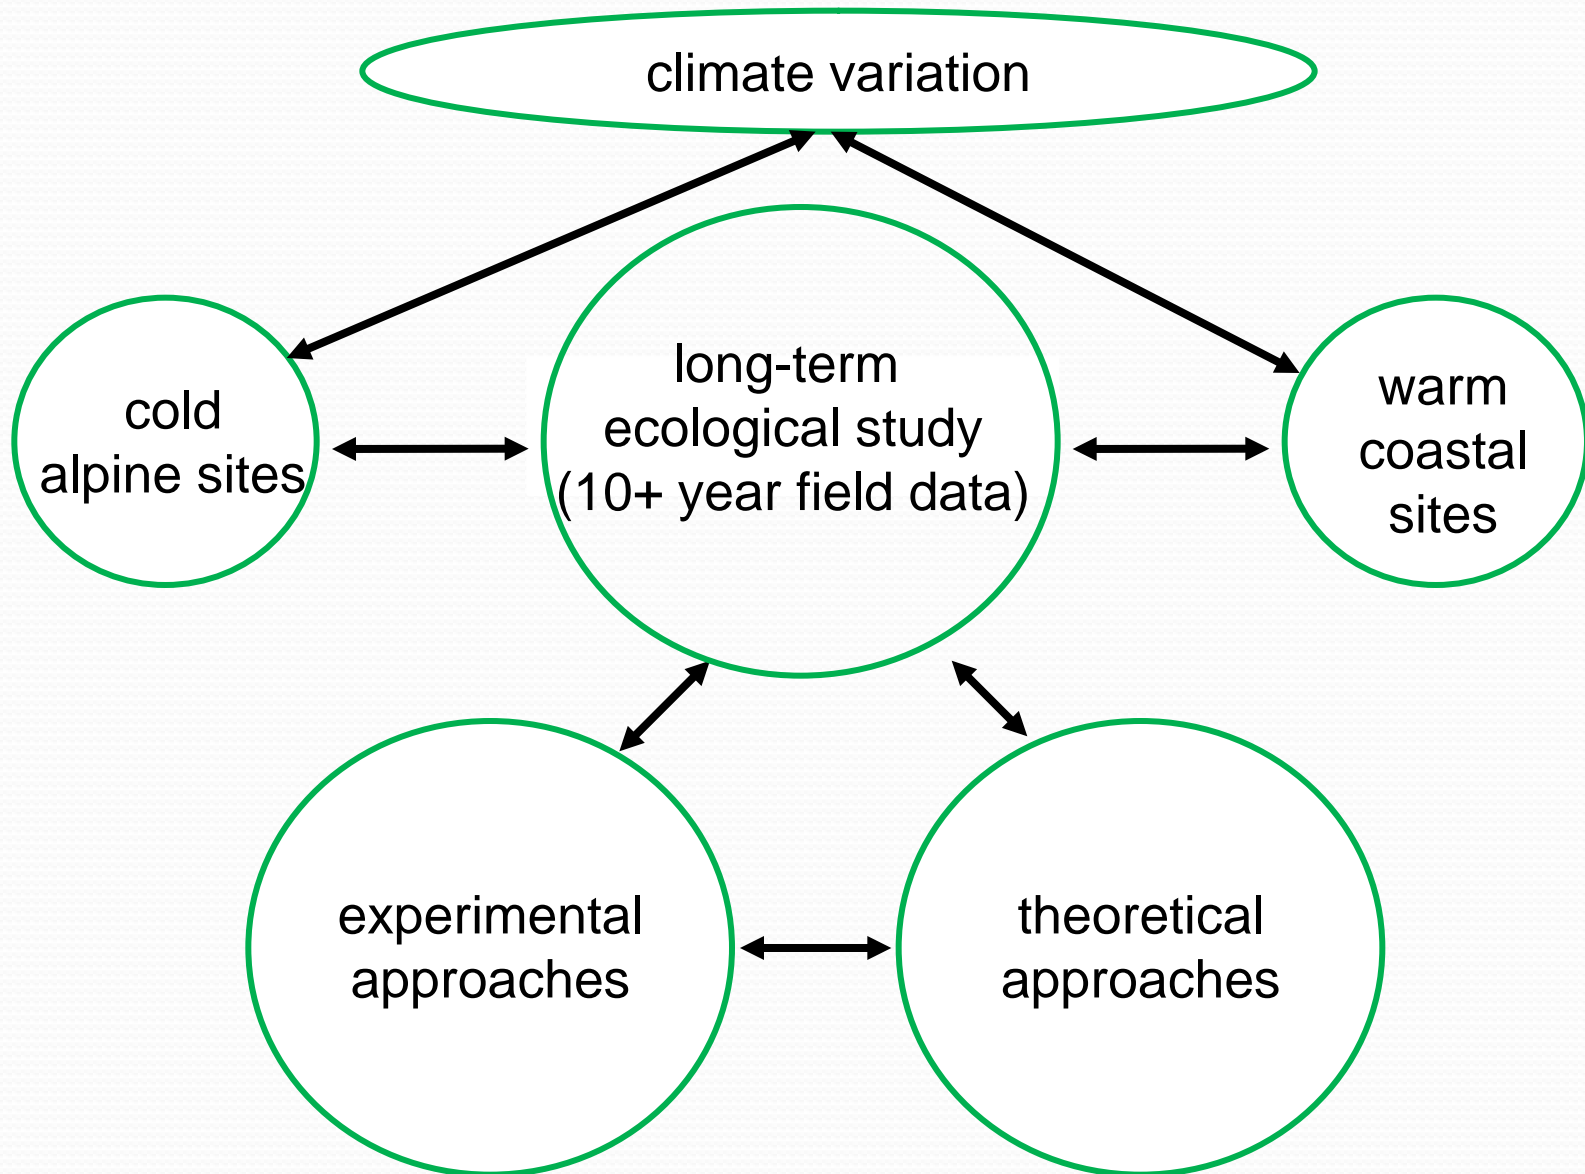 climate variation
long-term
ecological study
(10+ year field data)
cold
alpine sites
warm
coastal
sites
experimental
approaches
theoretical
approaches